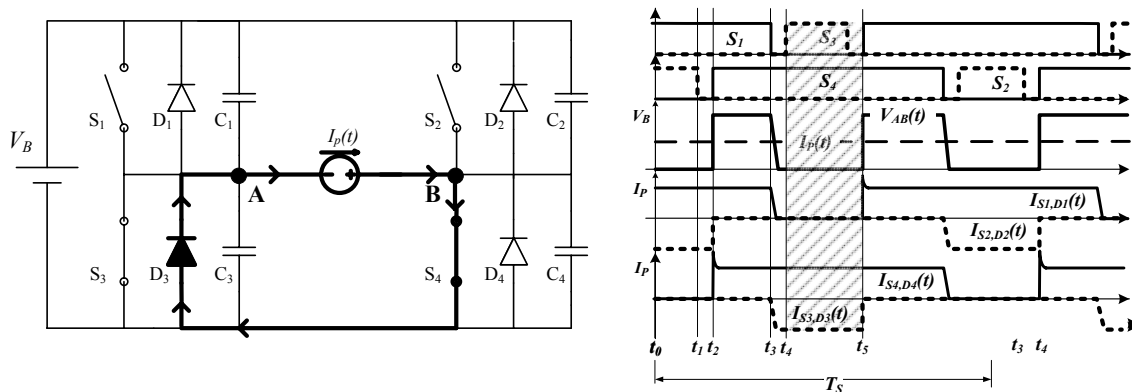 V_B
S_1
D_1
C_1
I_p(t)
S_2
D_2
C_2
A
B
S_3
D_3
C_3
S_4
D_4
C_4
S_1
S_3
S_4
S_2
V_B
V_AB(t)
I_P(t)
I_P
I_S1,D1(t)
I_S2,D2(t)
I_P
I_S4,D4(t)
I_S3,D3(t)
t_0 t_1 t_2 t_3 t_4 t_5 t_3 t_4
T_S